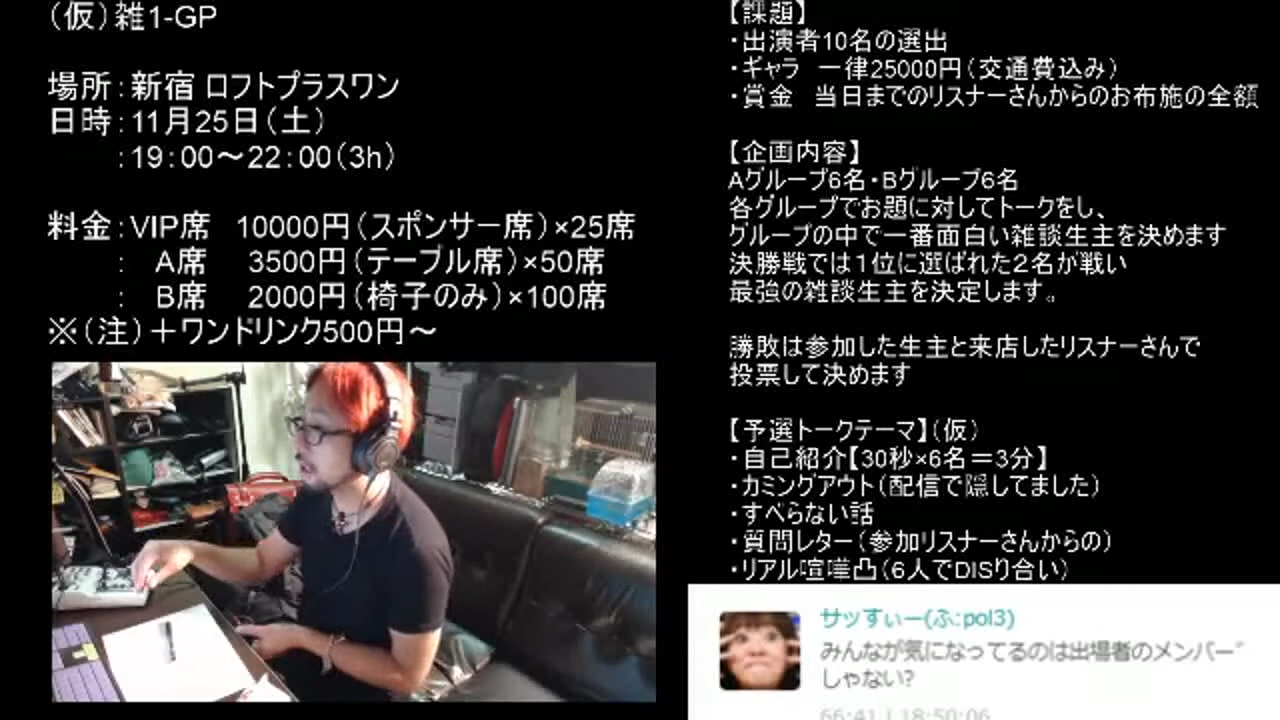 （仮）雑1-GP
場所：新宿 ロフトプラスワン
日時：11月25日（土）
：19：00～22：00（3h）
料金：VIP席 10000円（スポンサー席）×25席
： A席 3500円（テーブル席）×50席
： B席 2000円（椅子のみ）×100席
※（注）＋ワンドリンク500円～
【課題】
・出演者10名の選出
・ギャラ 一律25000円（交通費込み）
・賞金 当日までのリスナーさんからのお布施の全額
【企画内容】
Aグループ6名・Bグループ6名
各グループでお題に対してトークをし、
グループの中で一番面白い雑談生主を決めます
決勝戦では１位に選ばれた２名が戦い
最強の雑談生主を決定します。
勝敗は参加した生主と来店したリスナーさんで
投票して決めます
【予選トークテーマ】（仮）
・自己紹介【30秒×6名＝3分】
・カミングアウト（配信で隠してました）
・すべらない話
・質問レター（参加リスナーさんからの）
・リアル喧嘩凸（6人でDISり合い）
サッすぃー(ふ:pol3)
みんなが気になってるのは出場者のメンバー゛
しゃない?
66:41 | 18:50:06